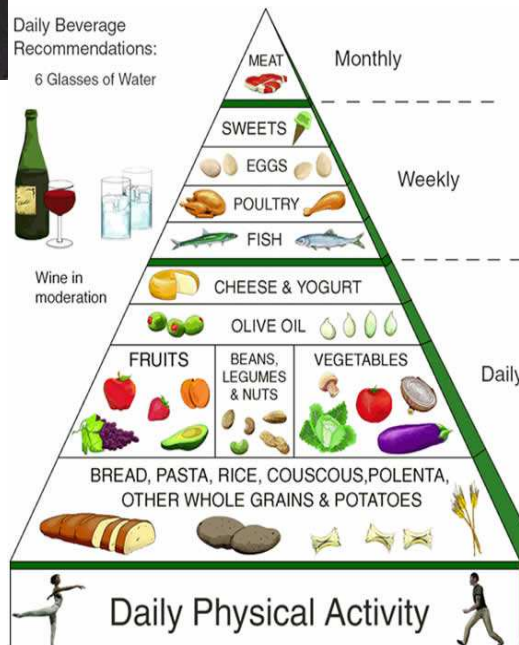 Daily Beverage
Recommendations:
6 Glasses of Water
Wine in
moderation
MEAT
Monthly
SWEETS
EGGS
POULTRY
FISH
Weekly
CHEESE & YOGURT
OLIVE OIL
FRUITS
BEANS,
LEGUMES
& NUTS
VEGETABLES
Daily
BREAD, PASTA, RICE, COUSCOUS,POLENTA,
OTHER WHOLE GRAINS & POTATOES
Daily Physical Activity